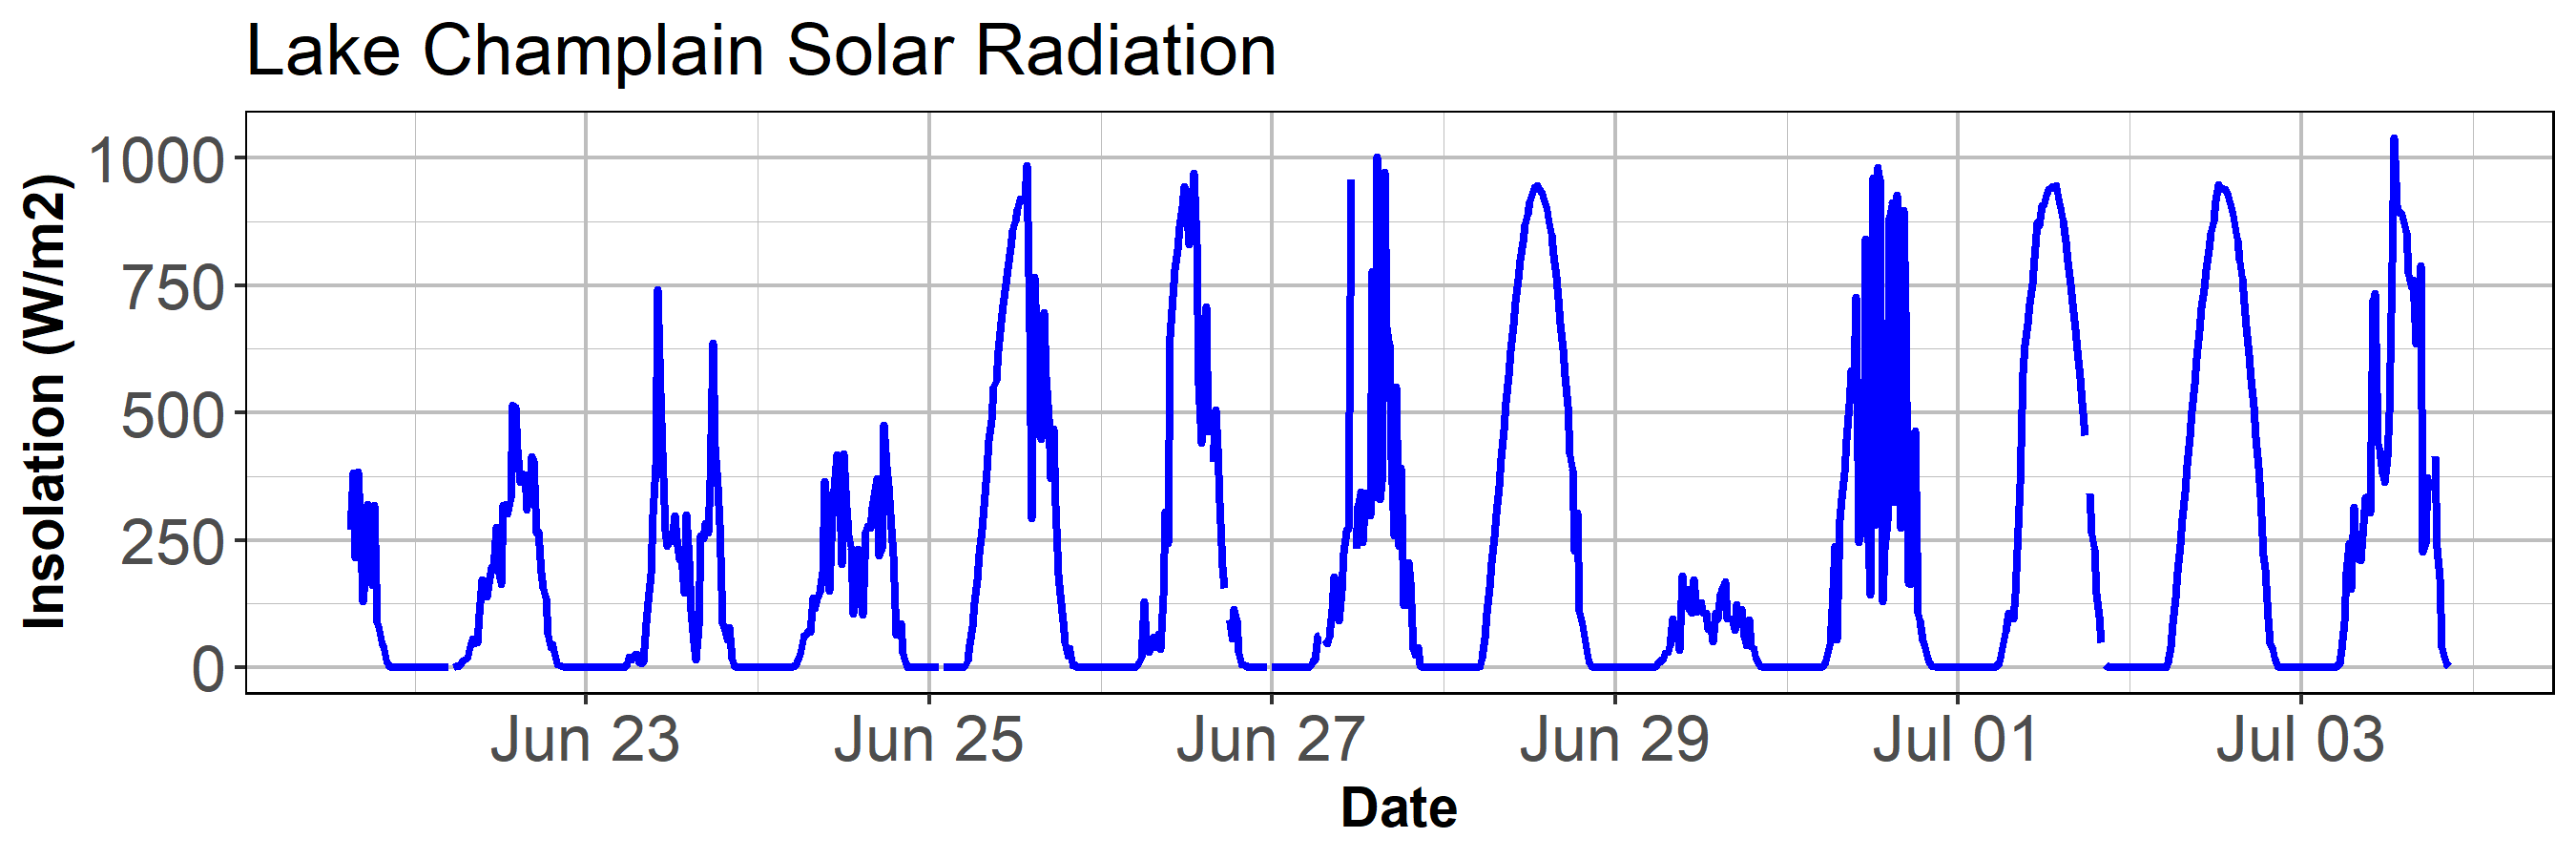 Lake Champlain Solar Radiation
Insolation (W/m2)
1000
750
500
250
0
Jun 23 Jun 25 Jun 27 Jun 29 Jul 01 Jul 03
Date